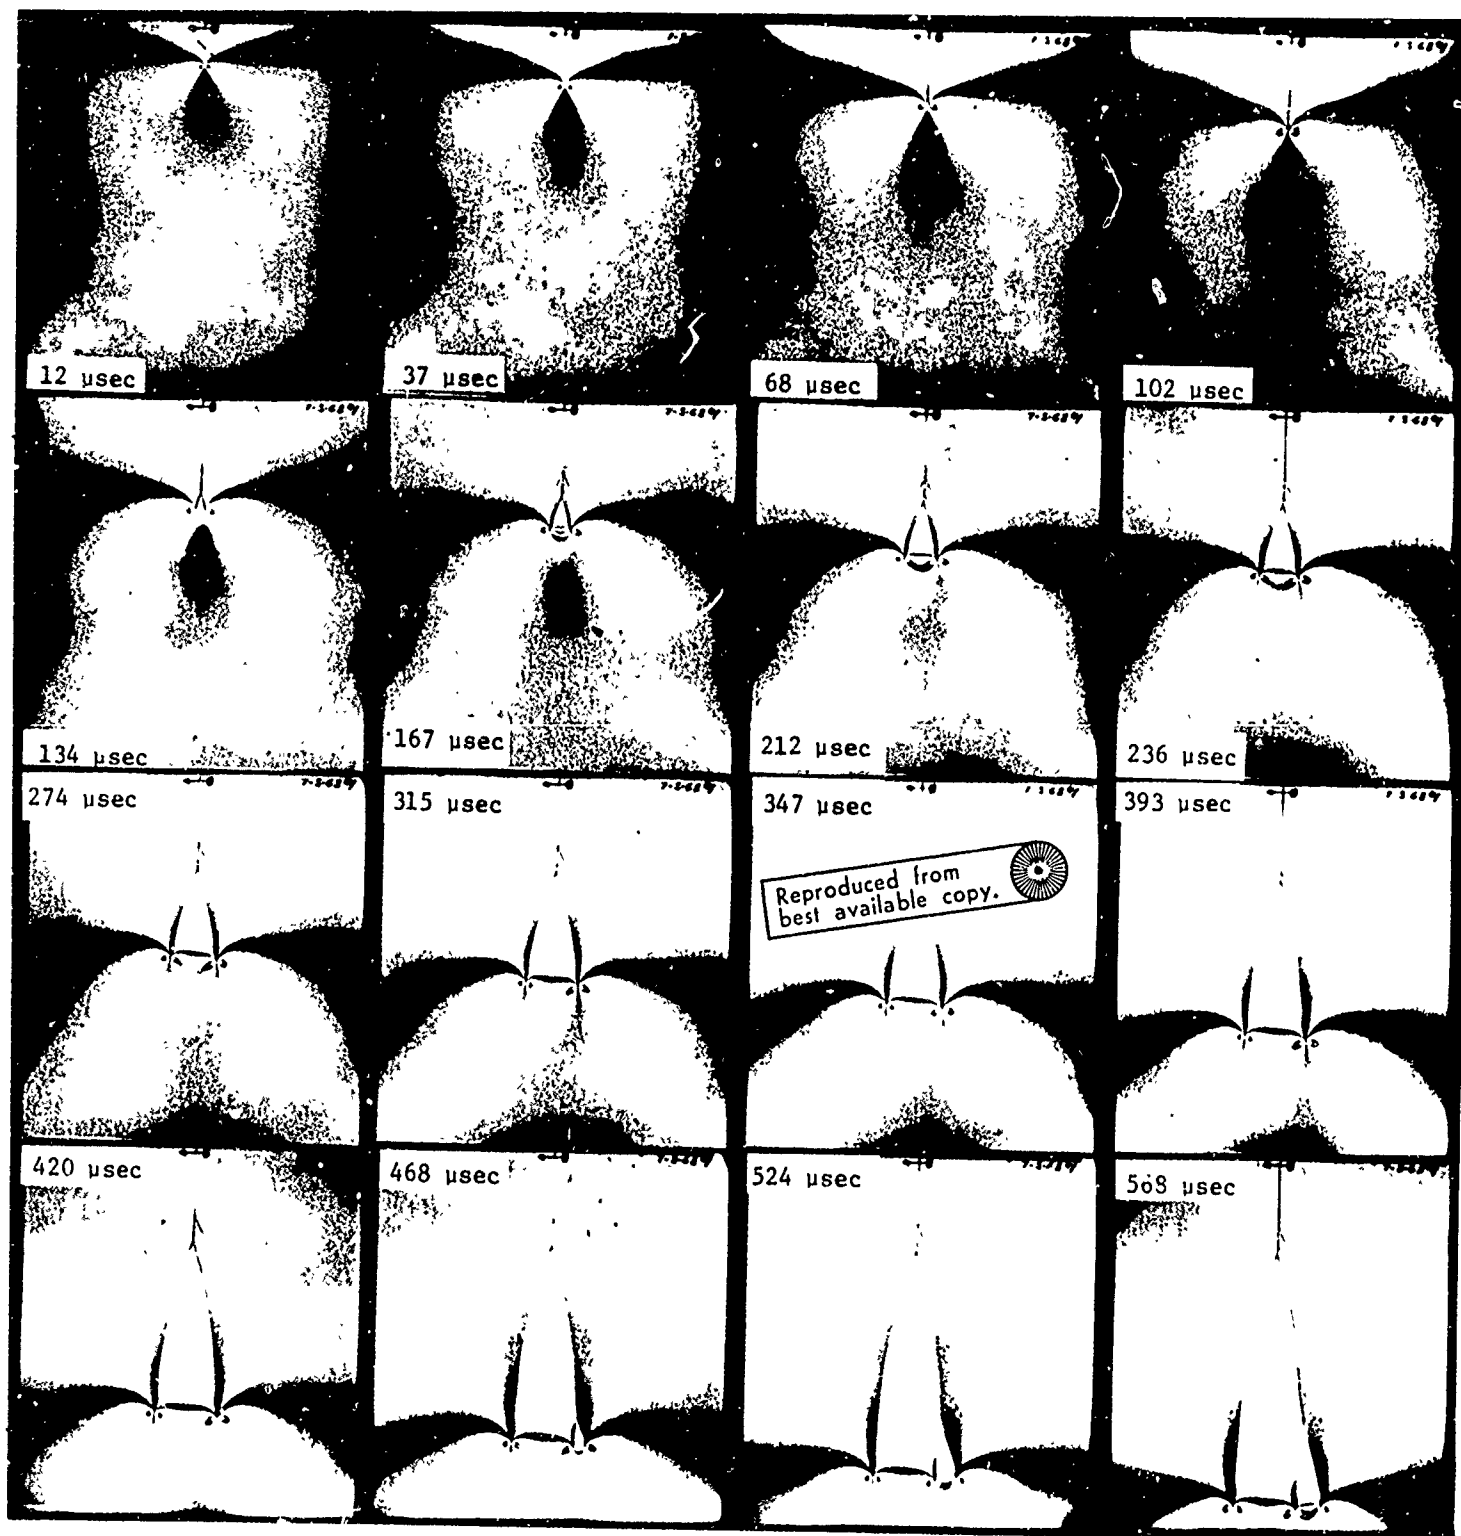 12 µsec
37 µsec
68 µsec
102 µsec
134 µsec
167 µsec
212 µsec
236 µsec
274 µsec
315 µsec
347 µsec
393 µsec
Reproduced from
best available copy.
420 µsec
468 µsec
524 µsec
568 µsec